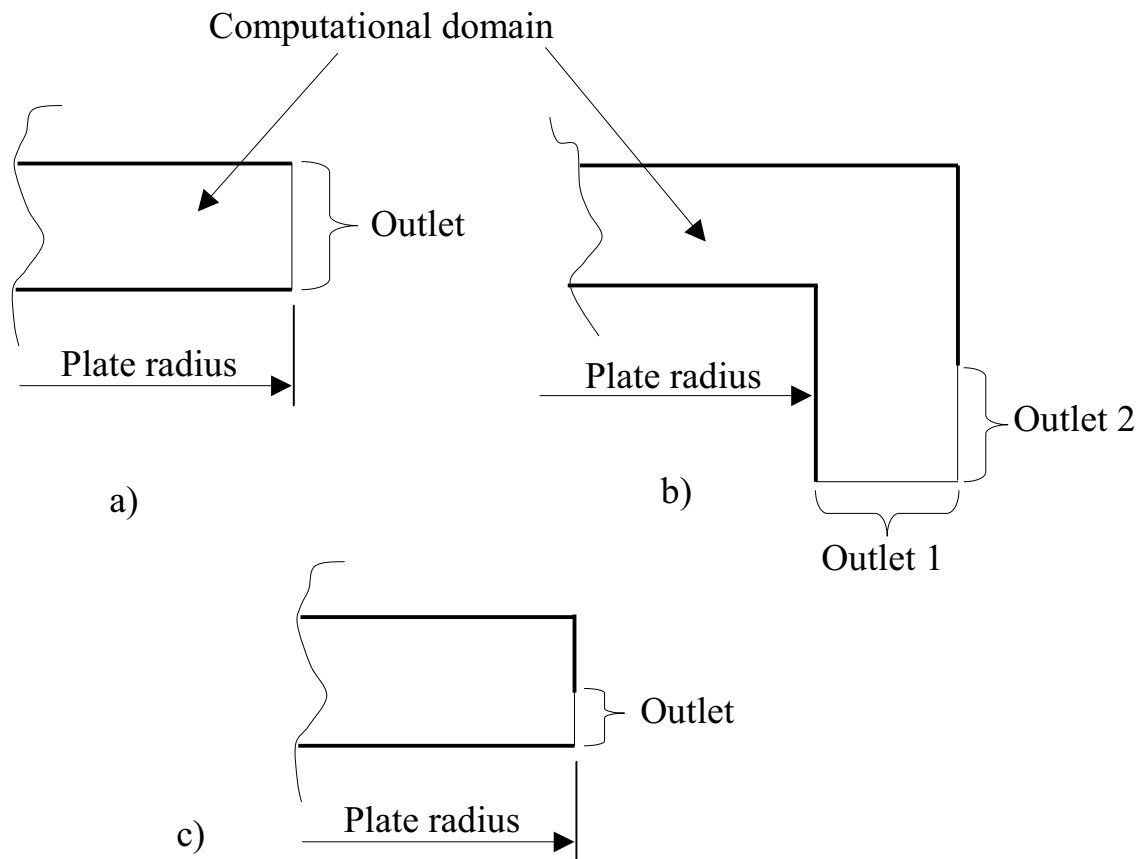 Computational domain
Outlet
Plate radius
a)
Plate radius
Outlet 2
b)
Outlet 1
Outlet
Plate radius
c)